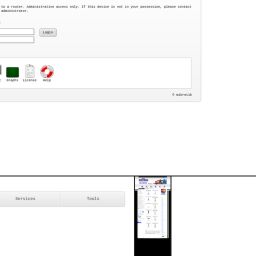 to a router. Administrative access only. If this device is not in your possession, please contact
administrator.
Login
Graphs License Help
© mikrotik
Services Tools